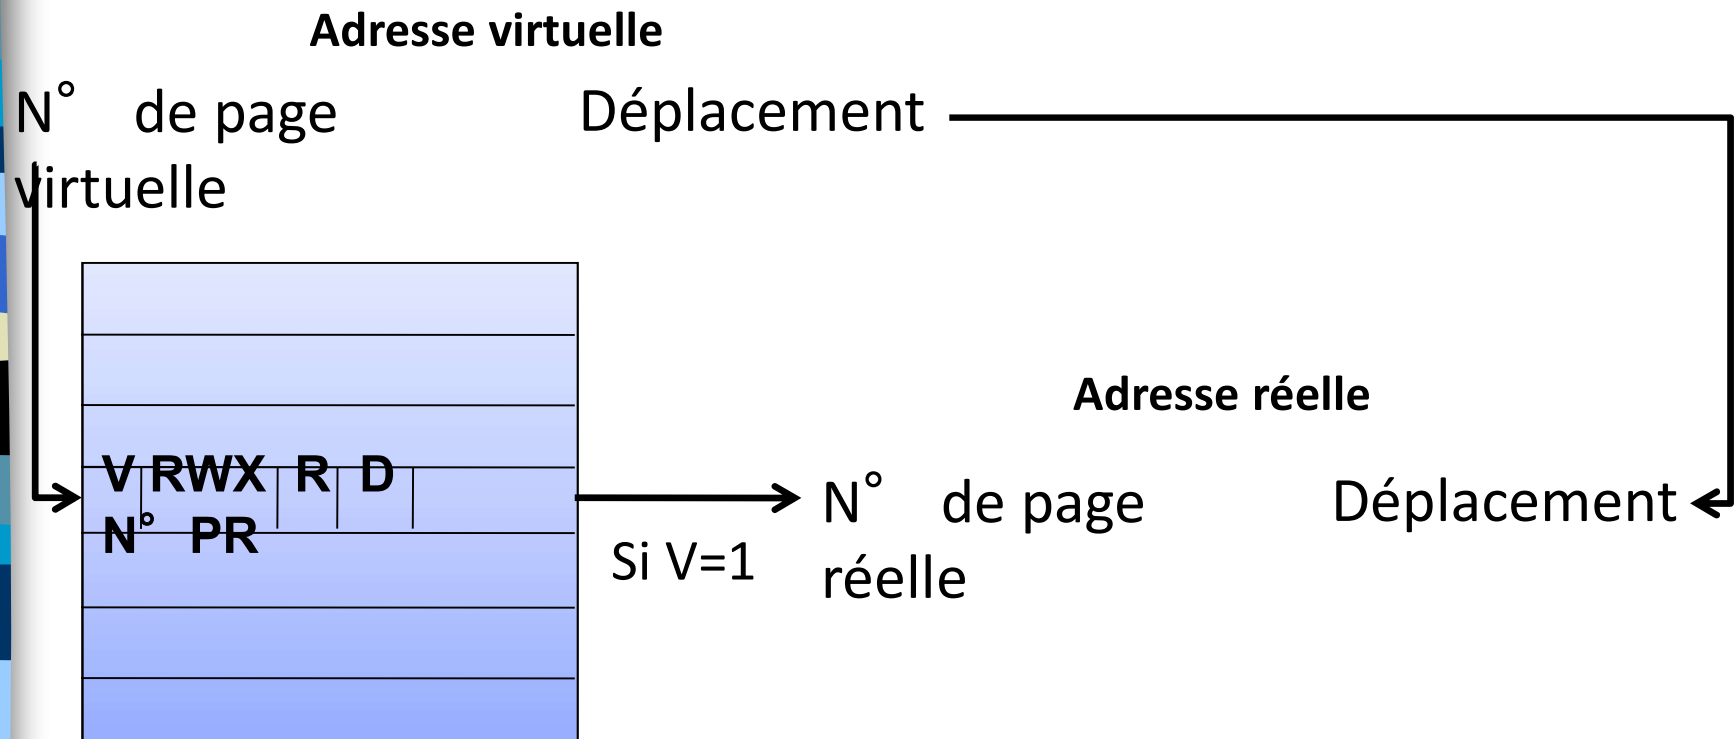 Adresse virtuelle
N° de page
virtuelle
Déplacement
V RWX R D
N° PR
Si V=1
Adresse réelle
N° de page
réelle
Déplacement